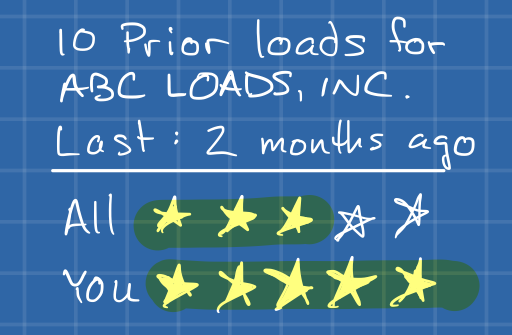 10 Prior loads for
ABC LOADS, INC.
Last: 2 months ago
All
You